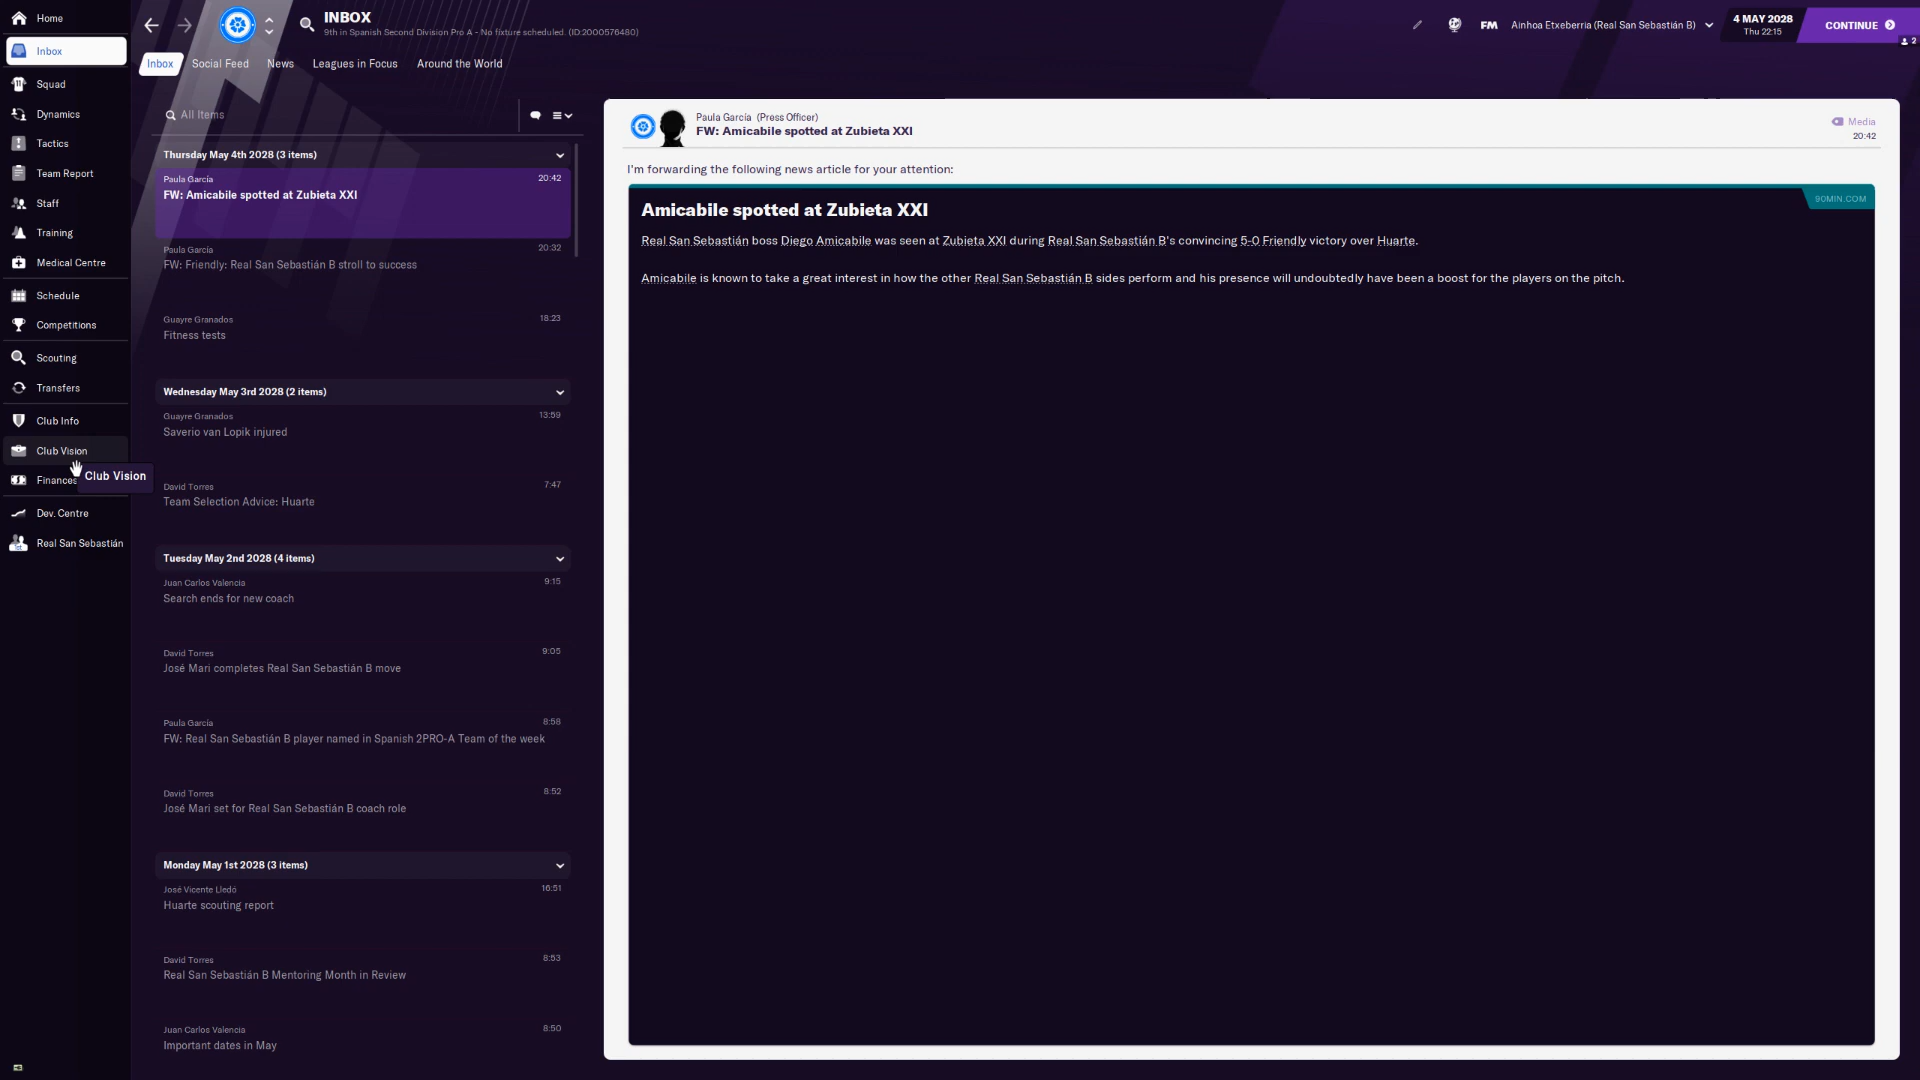 Home
Inbox
Squad
Dynamics
Tactics
Team Report
Staff
Training
Medical Centre
Schedule
Competitions
Scouting
Transfers
Club Info
Club Vision
Club Vision
Finances
Dev. Centre
Real San Sebastián
INBOX
9th in Spanish Second Division Pro A - No fixture scheduled. (ID:2000576480)
FM
Ainhoa Etxeberria (Real San Sebastián B)
4 MAY 2028
Thu 22:15
CONTINUE
2
Inbox Social Feed News Leagues in Focus Around the World
All Items
Thursday May 4th 2028 (3 items)
Paula García 20:42
FW: Amicabile spotted at Zubieta XXI
Paula García 20:32
FW: Friendly: Real San Sebastián B stroll to success
Guayre Granados 18:23
Fitness tests
Wednesday May 3rd 2028 (2 items)
Guayre Granados 13:59
Saverio van Lopik injured
David Torres 7:47
Team Selection Advice: Huarte
Tuesday May 2nd 2028 (4 items)
Juan Carlos Valencia 9:15
Search ends for new coach
David Torres 9:05
José Mari completes Real San Sebastián B move
Paula García 8:58
FW: Real San Sebastián B player named in Spanish 2PRO-A Team of the week
David Torres 8:52
José Mari set for Real San Sebastián B coach role
Monday May 1st 2028 (3 items)
José Vicente Lledó 16:51
Huarte scouting report
David Torres 8:53
Real San Sebastián B Mentoring Month in Review
Juan Carlos Valencia 8:50
Important dates in May
Paula García (Press Officer)
FW: Amicabile spotted at Zubieta XXI
Media
20:42
I'm forwarding the following news article for your attention:
90MIN.COM
Amicabile spotted at Zubieta XXI
Real San Sebastián boss Diego Amicabile was seen at Zubieta XXI during Real San Sebastián B's convincing 5-0 Friendly victory over Huarte.
Amicabile is known to take a great interest in how the other Real San Sebastián B sides perform and his presence will undoubtedly have been a boost for the players on the pitch.